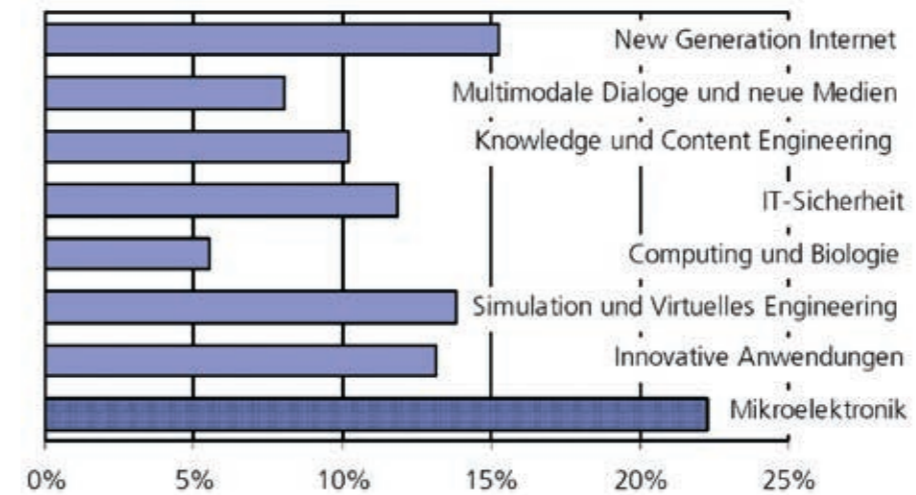 New Generation Internet
Multimodale Dialoge und neue Medien
Knowledge und Content Engineering
IT-Sicherheit
Computing und Biologie
Simulation und Virtuelles Engineering
Innovative Anwendungen
Mikroelektronik
0% 5% 10% 15% 20% 25%